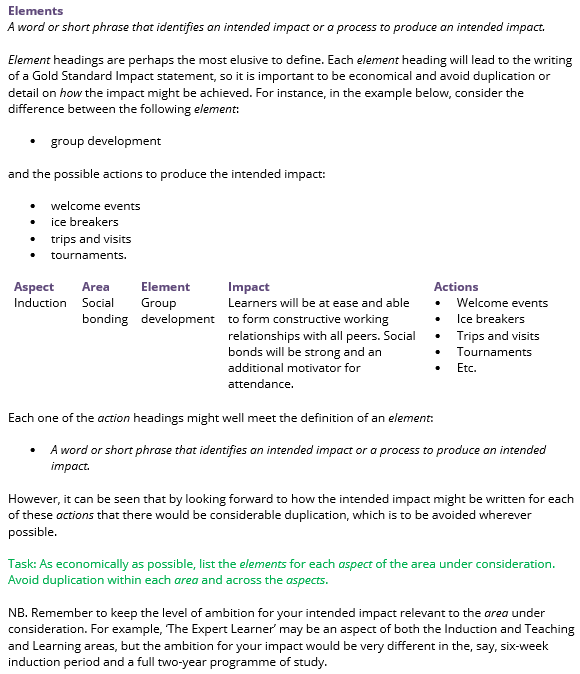 Elements
A word or short phrase that identifies an intended impact or a process to produce an intended impact.
Element headings are perhaps the most elusive to define. Each element heading will lead to the writing
of a Gold Standard Impact statement, so it is important to be economical and avoid duplication or
detail on how the impact might be achieved. For instance, in the example below, consider the
difference between the following element:
• group development
and the possible actions to produce the intended impact:
• welcome events
• ice breakers
• trips and visits
• tournaments.
Aspect Area Element Impact Actions
Induction Social Group Learners will be at ease and able • Welcome events
bonding development to form constructive working • Ice breakers
relationships with all peers. Social • Trips and visits
bonds will be strong and an • Tournaments
additional motivator for • Etc.
attendance.
Each one of the action headings might well meet the definition of an element:
• A word or short phrase that identifies an intended impact or a process to produce an intended
impact.
However, it can be seen that by looking forward to how the intended impact might be written for each
of these actions that there would be considerable duplication, which is to be avoided wherever
possible.
Task: As economically as possible, list the elements for each aspect of the area under consideration.
Avoid duplication within each area and across the aspects.
NB. Remember to keep the level of ambition for your intended impact relevant to the area under
consideration. For example, ‘The Expert Learner’ may be an aspect of both the Induction and Teaching
and Learning areas, but the ambition for your impact would be very different in the, say, six-week
induction period and a full two-year programme of study.